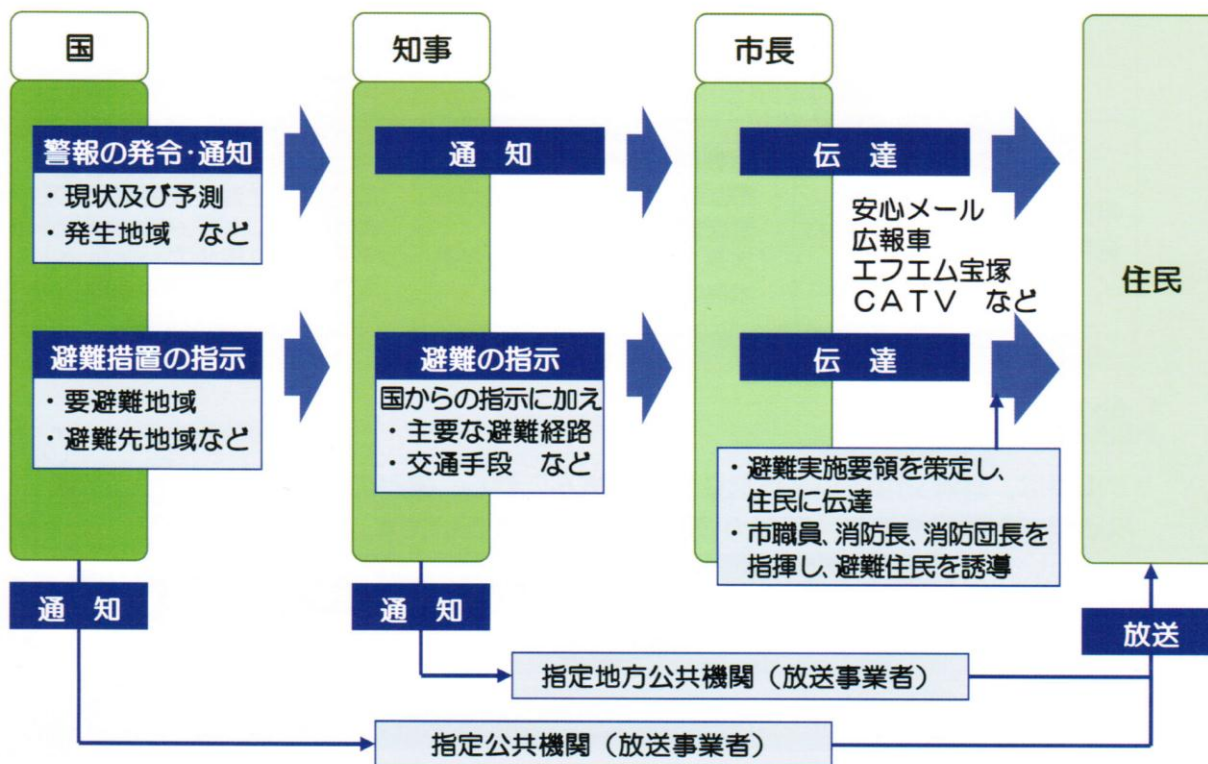 国
知事
市長
住民
警報の発令・通知
・現状及び予測
・発生地域　など
通　知
伝　達
安心メール
広報車
エフエム宝塚
ＣＡＴＶ　など
避難措置の指示
・要避難地域
・避難先地域など
避難の指示
国からの指示に加え
・主要な避難経路
・交通手段　など
伝　達
・避難実施要領を策定し、
住民に伝達
・市職員、消防長、消防団長を
指揮し、避難住民を誘導
通　知
通　知
放送
指定地方公共機関（放送事業者）
指定公共機関（放送事業者）